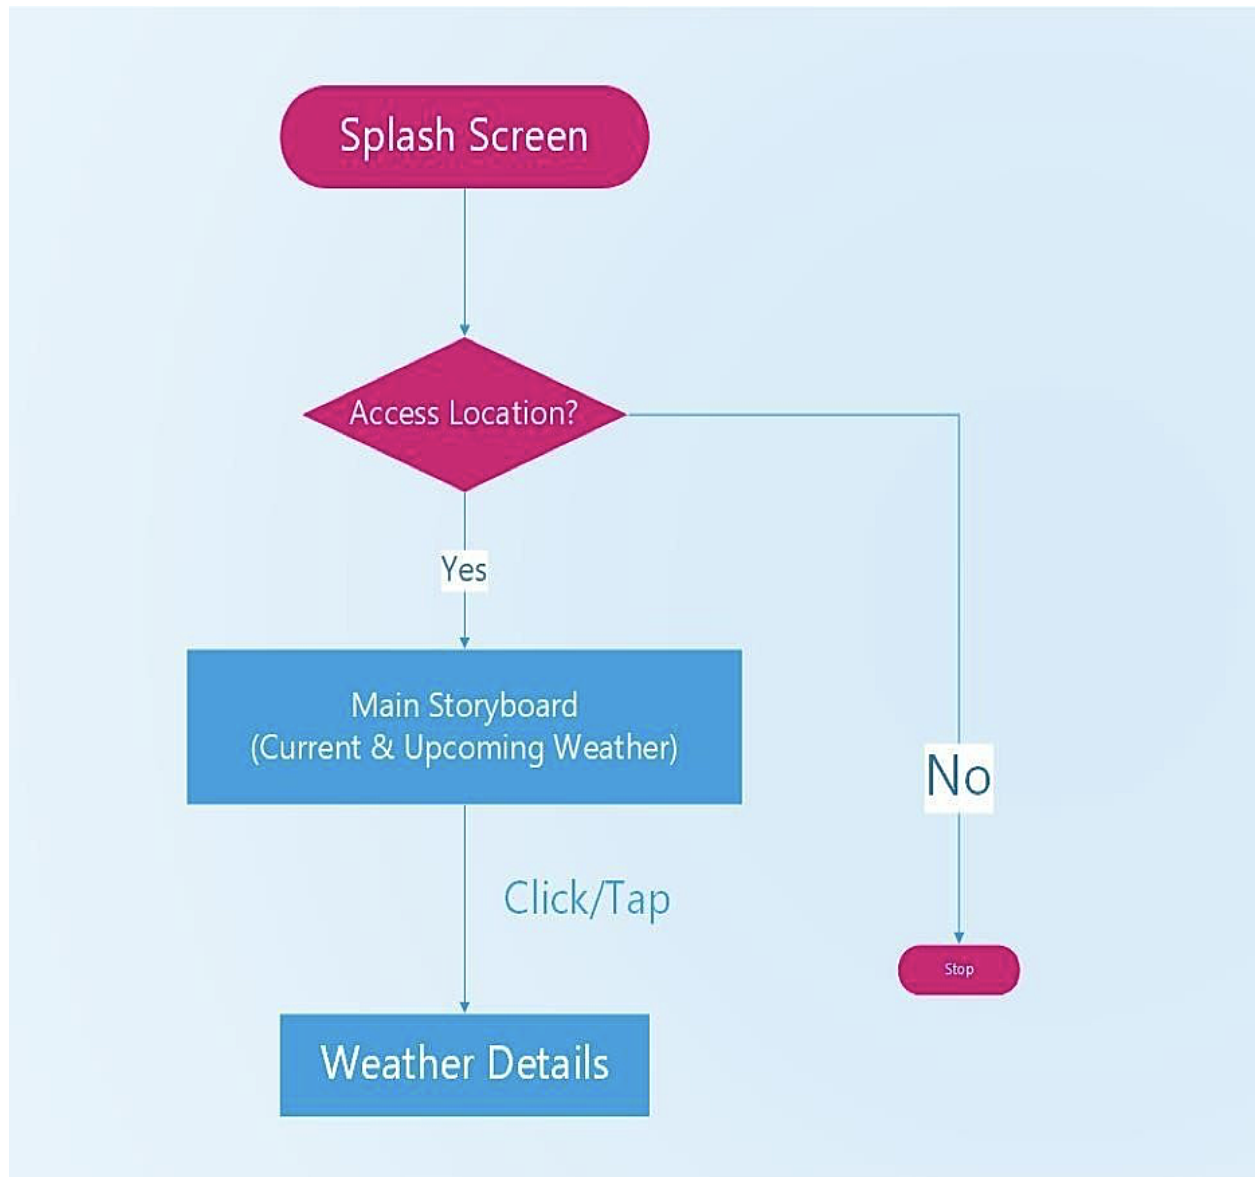 Splash Screen
Access Location?
Yes
Main Storyboard
(Current & Upcoming Weather)
No
Click/Tap
Stop
Weather Details